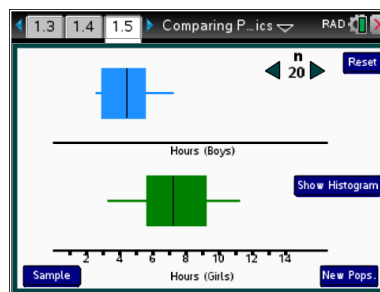 1.3 1.4 1.5 Comparing P...ics RAD
n
20
Reset
Hours (Boys)
Show Histogram
2 4 6 8 10 12 14
Sample
Hours (Girls)
New Pops.